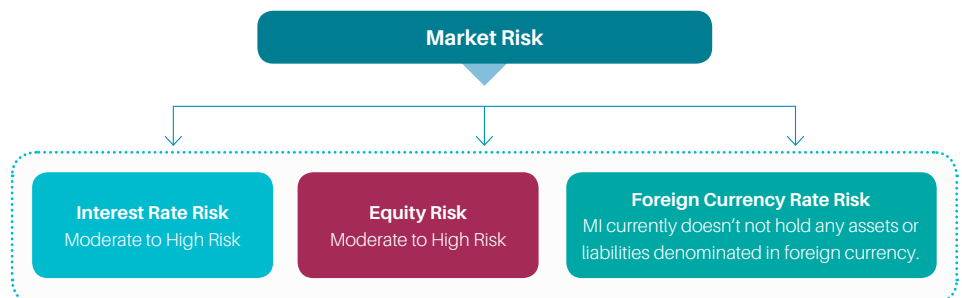 Market Risk
Interest Rate Risk
Moderate to High Risk
Equity Risk
Moderate to High Risk
Foreign Currency Rate Risk
MI currently doesn't not hold any assets or
liabilities denominated in foreign currency.